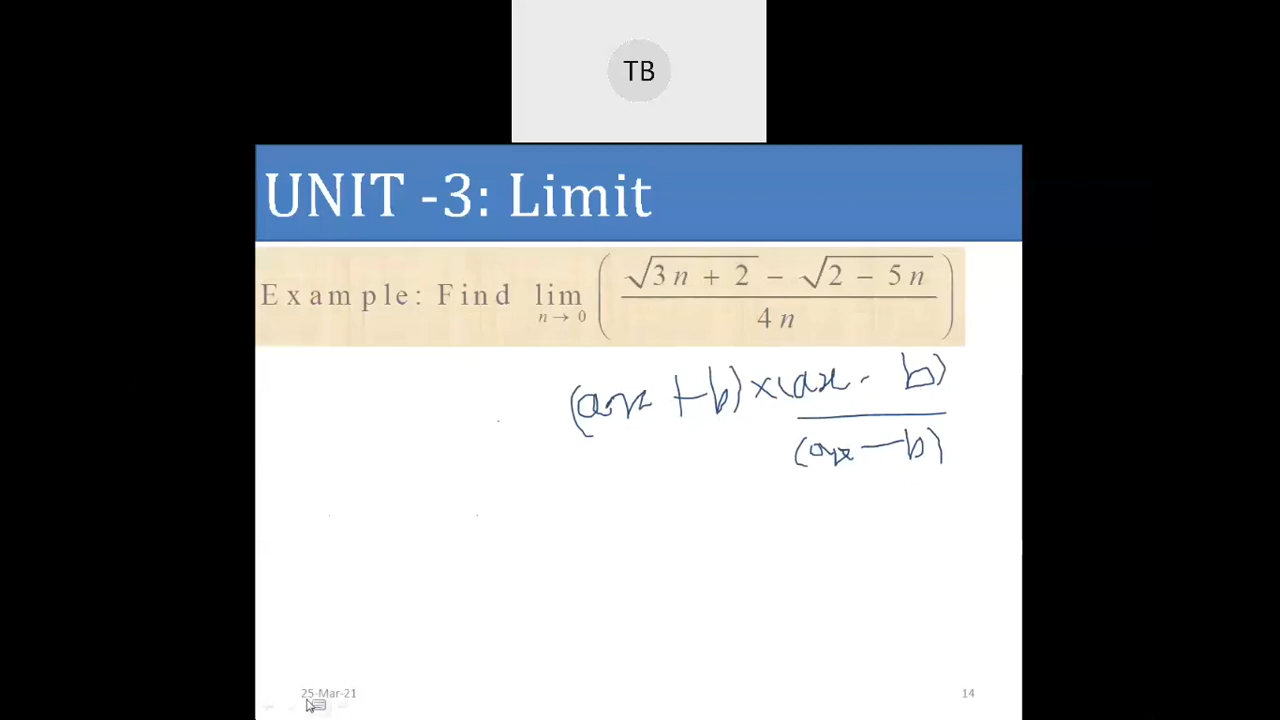 TB
UNIT -3: Limit
Example: Find lim n→0 ( (√3n + 2 − √2 − 5n) / 4n )
(ax + b) × (ax - b)
(ax - b)
25-Mar-21
14